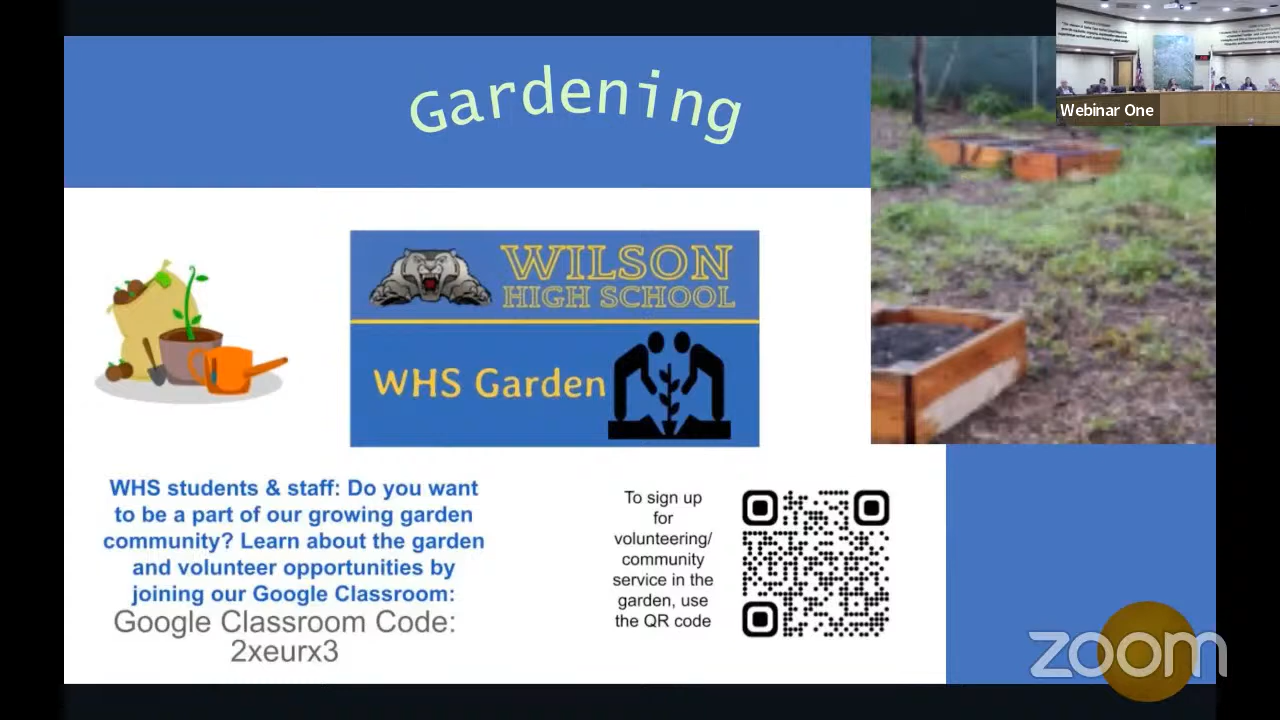 Gardening
Webinar One
WILSON
HIGH SCHOOL
WHS Garden
WHS students & staff: Do you want
to be a part of our growing garden
community? Learn about the garden
and volunteer opportunities by
joining our Google Classroom:
Google Classroom Code:
2xeurx3
To sign up
for
volunteering/
community
service in the
garden, use
the QR code
zoom